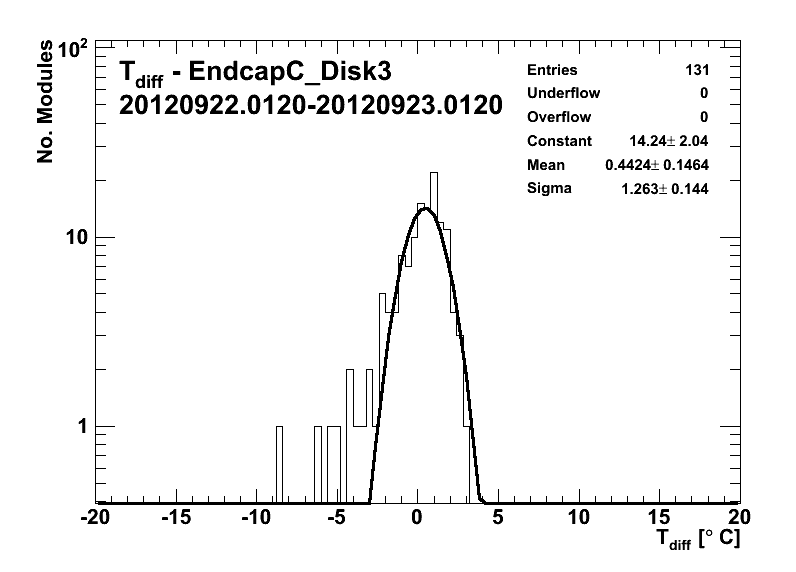 No. Modules
10²
10
1
T_diff - EndcapC_Disk3
20120922.0120-20120923.0120
Entries 131
Underflow 0
Overflow 0
Constant 14.24± 2.04
Mean 0.4424± 0.1464
Sigma 1.263± 0.144
-20 -15 -10 -5 0 5 10 15 20
T_diff [° C]